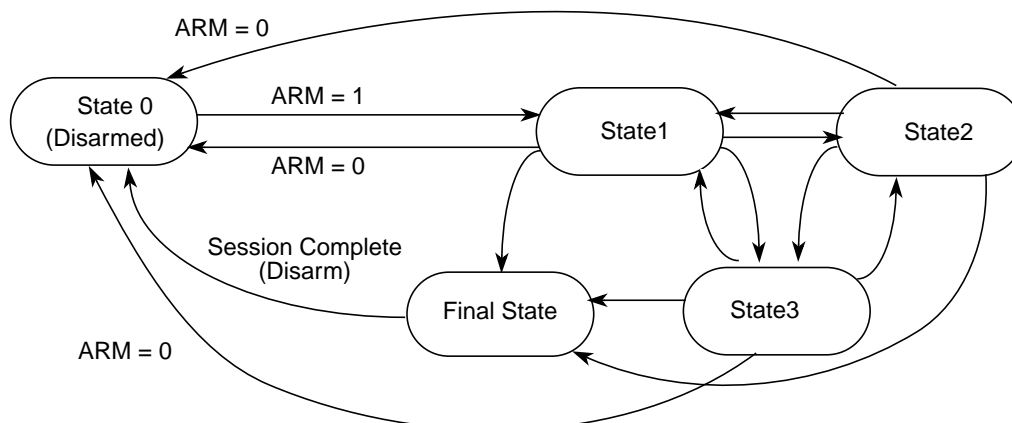 ARM = 0
State 0
(Disarmed)
ARM = 1
ARM = 0
State1
State2
Session Complete
(Disarm)
Final State
State3
ARM = 0